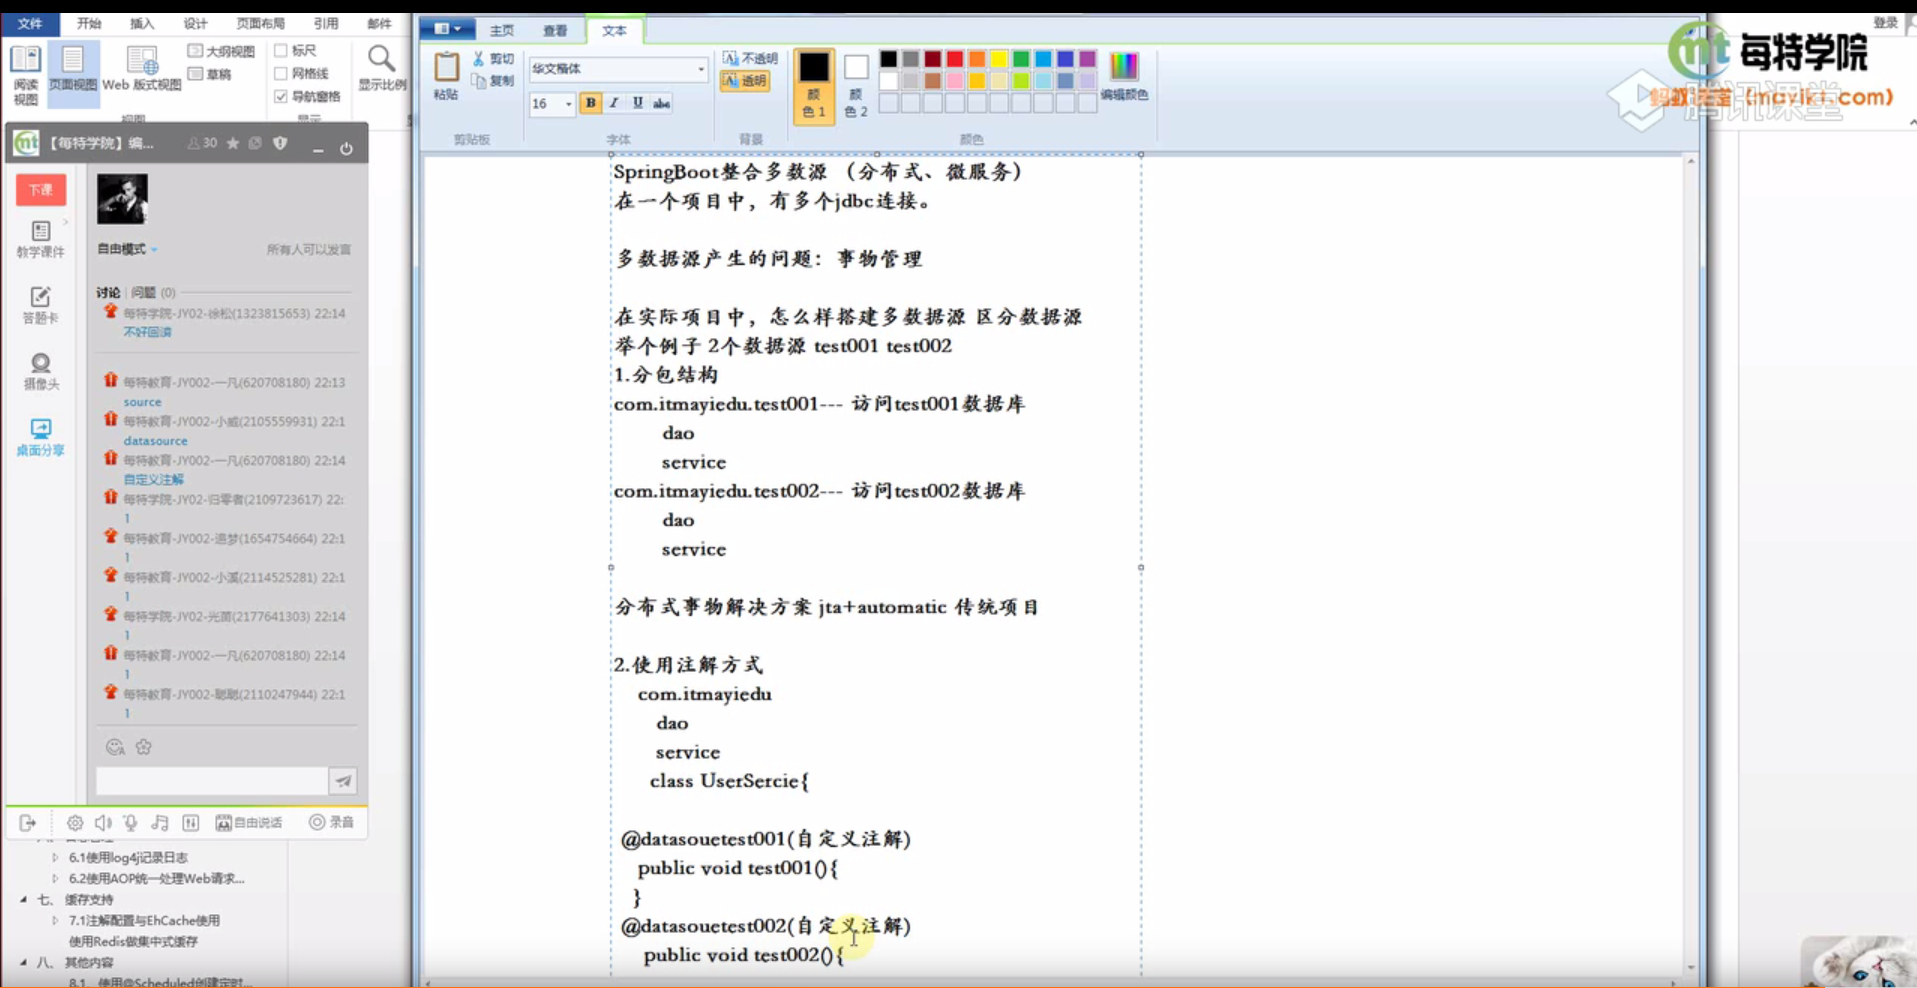 文件 开始 插入 设计 页面布局 引用 邮件
阅读视图 页面视图 Web 版式视图 大纲视图 草稿
标尺
网格线
导航窗格
显示比例
视图 显示
主页 查看 文本
粘贴 剪切 复制
剪贴板
华文楷体
16 B I U abc
字体
不透明
透明
背景
颜色 1
颜色 2
编辑颜色
颜色
登录
每特学院
蚂蚁课堂 (mayikt.com)
腾讯课堂
【每特学院】编... 30
下课
教学课件
答题卡
摄像头
桌面分享
自由模式 所有人可以发言
讨论 | 问题 (0)
每特学院-JY02-徐松(1323815653) 22:14
不好回滚
每特教育-JY002-一凡(620708180) 22:13
source
每特教育-JY002-小威(2105559931) 22:1
datasource
每特教育-JY002-一凡(620708180) 22:14
自定义注解
每特学院-JY02-归零者(2109723617) 22:
1
每特教育-JY002-追梦(1654754664) 22:1
1
每特教育-JY002-小溪(2114525281) 22:1
1
每特学院-JY02-光茵(2177641303) 22:14
1
每特教育-JY002-一凡(620708180) 22:14
1
每特教育-JY002-聪聪(2110247944) 22:1
1
自由说话 录音
6.1使用log4j记录日志
6.2使用AOP统一处理Web请求...
七、 缓存支持
7.1注解配置与EhCache使用
使用Redis做集中式缓存
八、 其他内容
8.1、使用@Scheduled创建定时...
SpringBoot整合多数源 （分布式、微服务）
在一个项目中，有多个jdbc连接。
多数据源产生的问题：事物管理
在实际项目中，怎么样搭建多数据源 区分数据源
举个例子 2个数据源 test001 test002
1.分包结构
com.itmayiedu.test001--- 访问test001数据库
dao
service
com.itmayiedu.test002--- 访问test002数据库
dao
service
分布式事物解决方案 jta+automatic 传统项目
2.使用注解方式
com.itmayiedu
dao
service
class UserSercie{
@datasouetest001(自定义注解)
public void test001(){
}
@datasouetest002(自定义注解)
public void test002(){